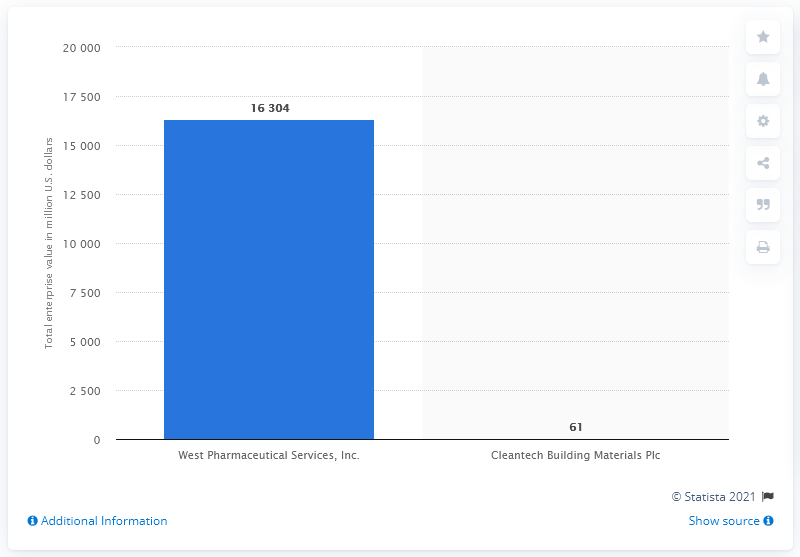 20 000
17 500
15 000
12 500
10 000
7 500
5 000
2 500
0
Total enterprise value in million U.S. dollars
16 304
61
West Pharmaceutical Services, Inc.
Cleantech Building Materials Plc
© Statista 2021
Additional Information
Show source